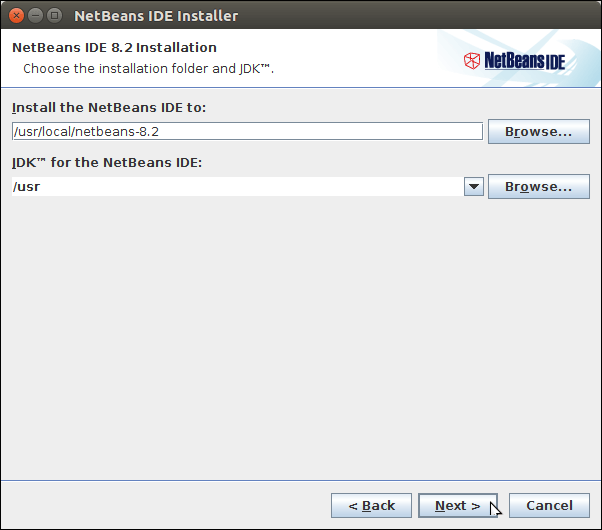 NetBeans IDE Installer
NetBeans IDE 8.2 Installation
Choose the installation folder and JDK™.
NetBeans IDE
Install the NetBeans IDE to:
/usr/local/netbeans-8.2
Browse...
JDK™ for the NetBeans IDE:
/usr
Browse...
< Back
Next >
Cancel